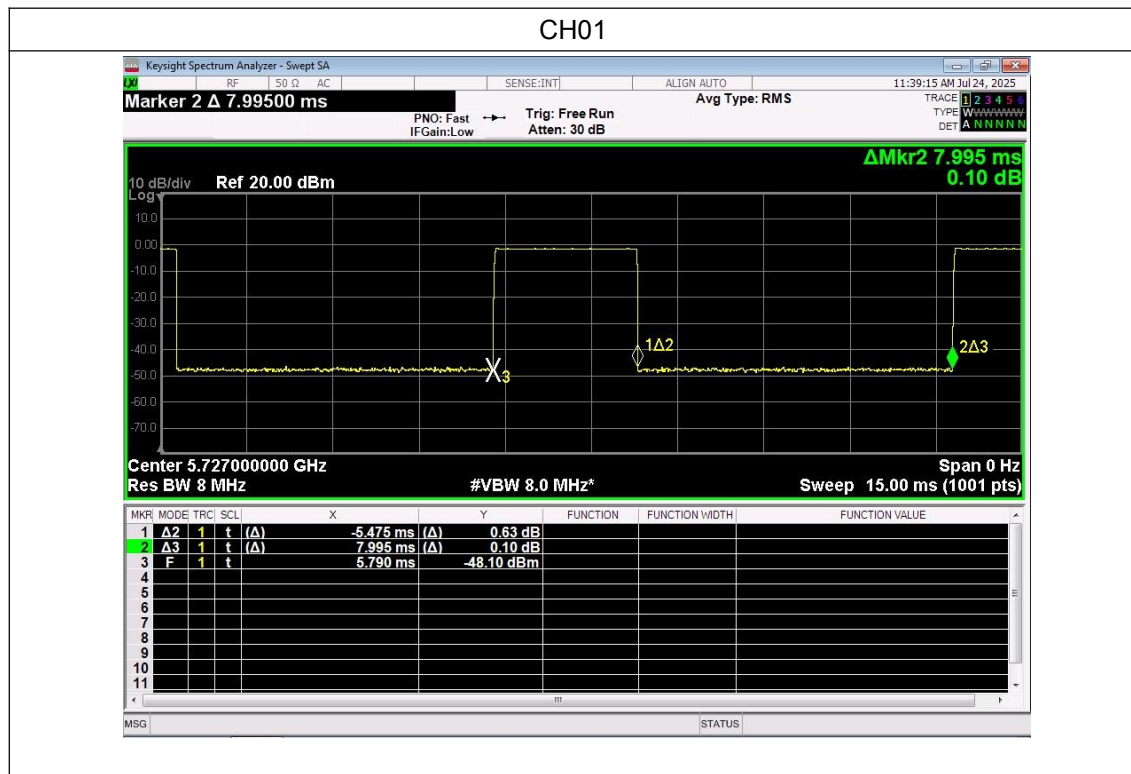 CH01
Keysight Spectrum Analyzer - Swept SA
LXI RF 50 Ω AC SENSE:INT ALIGN AUTO 11:39:15 AM Jul 24, 2025
Marker 2 Δ 7.99500 ms
PNO: Fast
IFGain:Low
Trig: Free Run
Atten: 30 dB
Avg Type: RMS
TRACE 1 2 3 4 5 6
TYPE WWWWWW
DET A N N N N N
ΔMkr2 7.995 ms
0.10 dB
10 dB/div Ref 20.00 dBm
Log
10.0
0.00
-10.0
-20.0
-30.0
-40.0
-50.0
-60.0
-70.0
1Δ2
2Δ3
X3
Center 5.727000000 GHz Span 0 Hz
Res BW 8 MHz #VBW 8.0 MHz* Sweep 15.00 ms (1001 pts)
MKR MODE TRC SCL X Y FUNCTION FUNCTION WIDTH FUNCTION VALUE
1 Δ2 1 t (Δ) -5.475 ms (Δ) 0.63 dB
2 Δ3 1 t (Δ) 7.995 ms (Δ) 0.10 dB
3 F 1 t 5.790 ms -48.10 dBm
4
5
6
7
8
9
10
11
MSG STATUS